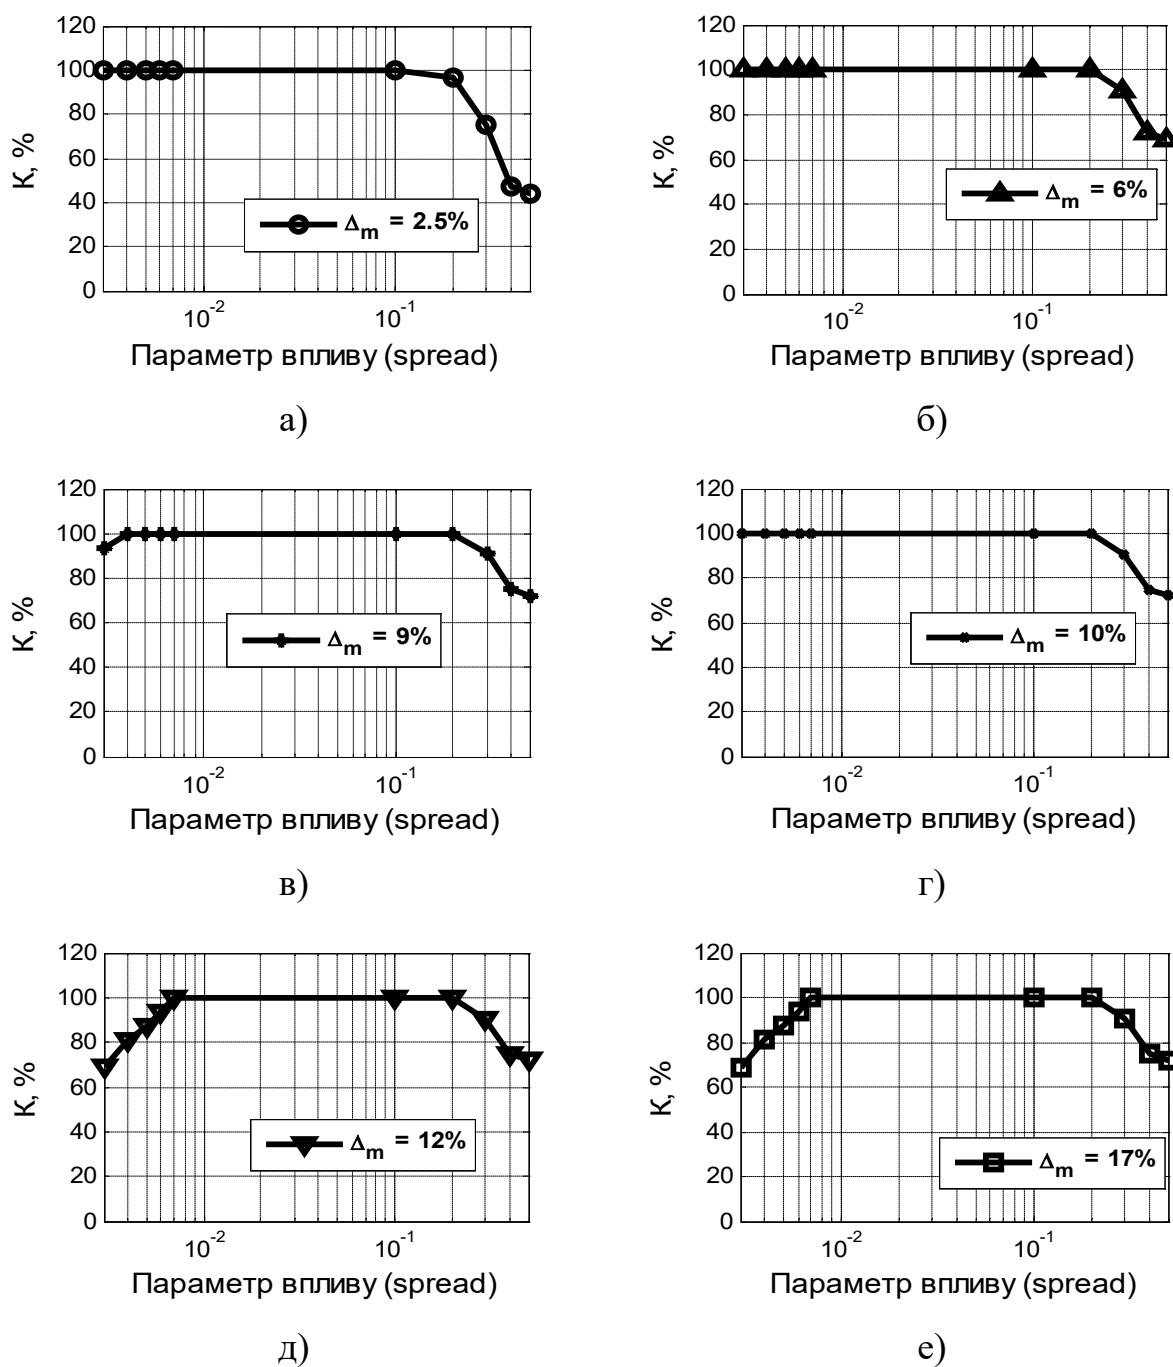 120
100
80
60
40
20
0
К, %
Δm = 2.5%
10-2
10-1
Параметр впливу (spread)
а)
120
100
80
60
40
20
0
К, %
Δm = 6%
10-2
10-1
Параметр впливу (spread)
б)
120
100
80
60
40
20
0
К, %
Δm = 9%
10-2
10-1
Параметр впливу (spread)
в)
120
100
80
60
40
20
0
К, %
Δm = 10%
10-2
10-1
Параметр впливу (spread)
г)
120
100
80
60
40
20
0
К, %
Δm = 12%
10-2
10-1
Параметр впливу (spread)
д)
120
100
80
60
40
20
0
К, %
Δm = 17%
10-2
10-1
Параметр впливу (spread)
е)